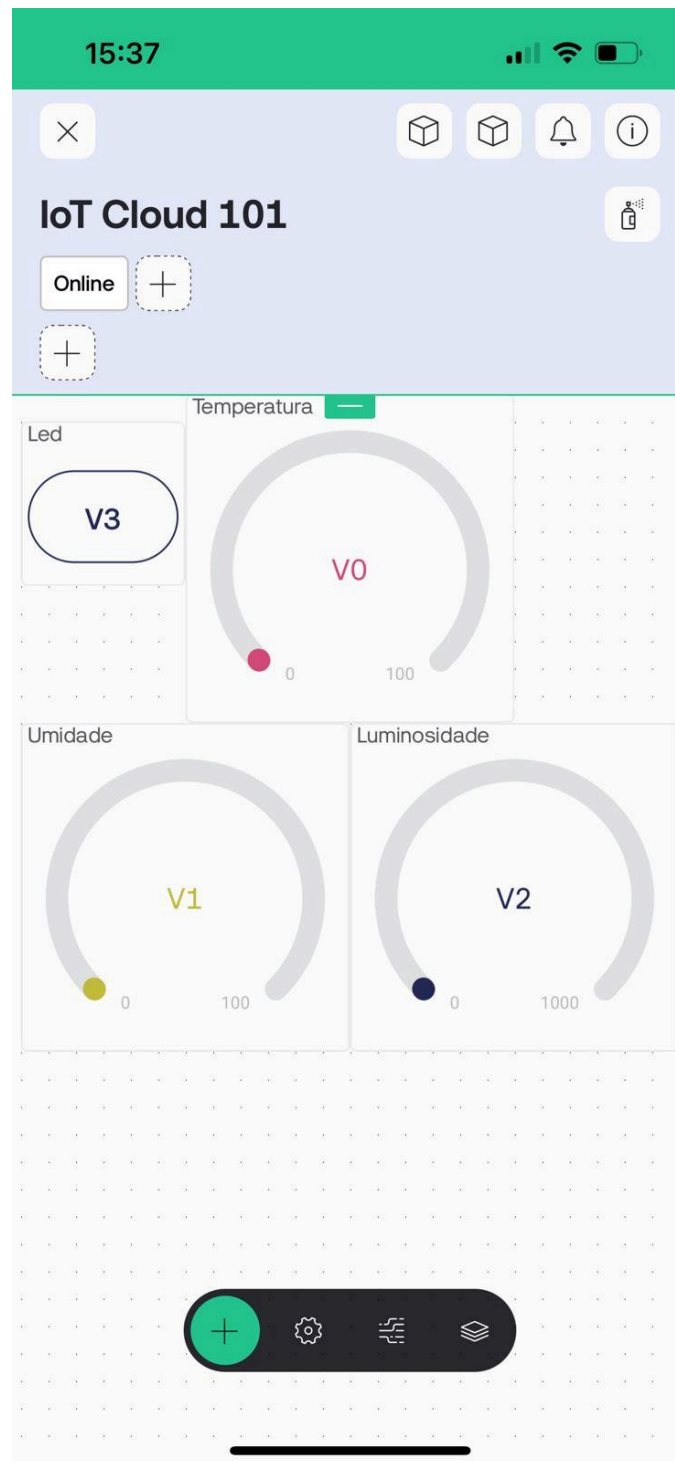 15:37
IoT Cloud 101
Online
Temperatura
Led
V3
V0
0 100
Umidade Luminosidade
V1 V2
0 100 0 1000